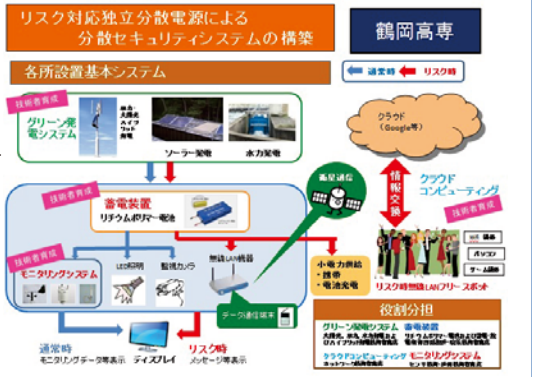 リスク対応独立分散電源による
分散セキュリティシステムの構築
鶴岡高専
各所設置基本システム
通常時
リスク時
技術者育成
グリーン発
電システム
ソーラー発電
水力発電
クラウド
(Google等)
衛星通信
情報交換
クラウド
コンピューティング
技術者育成
技術者育成
蓄電装置
リチウムポリマー電池
技術者育成
モニタリングシステム
LED照明
監視カメラ
無線LAN機器
データ通信端末
小電力供給
・携帯
・電池充電
パソコン
リスク時無線LANフリースポット
通常時
モニタリングデータ等表示
ディスプレイ
リスク時
メッセージ等表示
役割分担
グリーン発電システム
蓄電装置
クラウドコンピューティング
モニタリングシステム